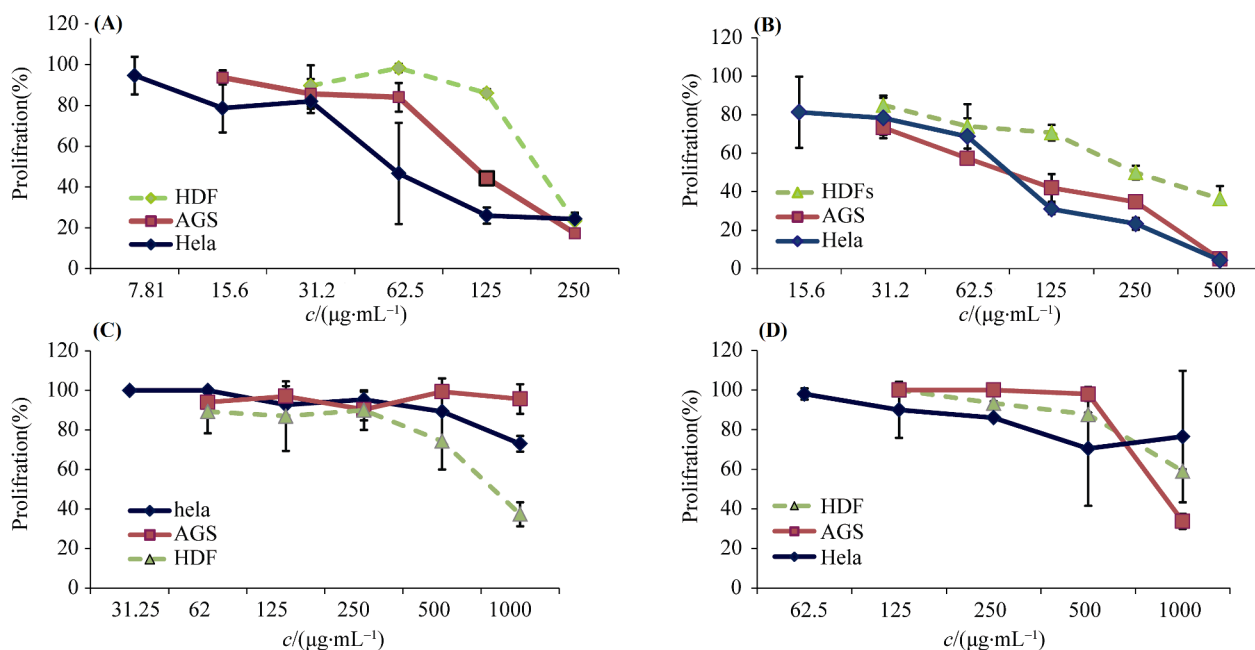 (A)
120
100
80
60
40
20
0
Prolifration(%)
HDF
AGS
Hela
7.81 15.6 31.2 62.5 125 250
c/(μg·mL⁻¹)
(B)
120
100
80
60
40
20
0
Prolifration(%)
HDFs
AGS
Hela
15.6 31.2 62.5 125 250 500
c/(μg·mL⁻¹)
(C)
120
100
80
60
40
20
0
Prolifration(%)
hela
AGS
HDF
31.25 62 125 250 500 1000
c/(μg·mL⁻¹)
(D)
120
100
80
60
40
20
0
Prolifration(%)
HDF
AGS
Hela
62.5 125 250 500 1000
c/(μg·mL⁻¹)